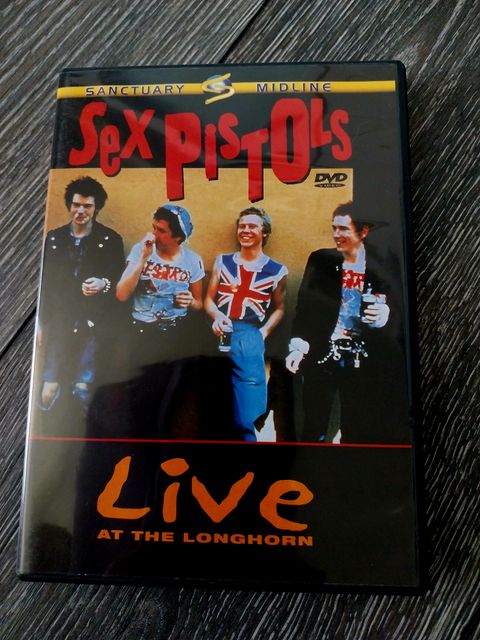 SANCTUARY MIDLINE
SEX PISTOLS
DVD
Live
AT THE LONGHORN